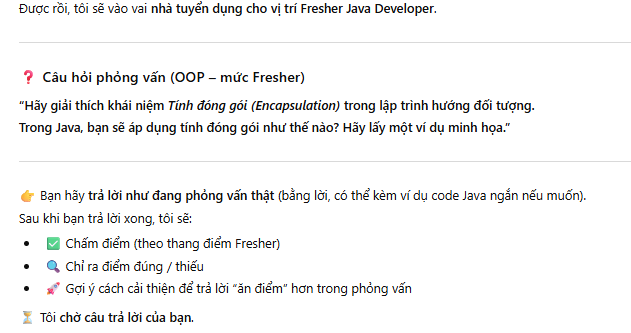 Được rồi, tôi sẽ vào vai nhà tuyển dụng cho vị trí Fresher Java Developer.
❓ Câu hỏi phỏng vấn (OOP – mức Fresher)
“Hãy giải thích khái niệm Tính đóng gói (Encapsulation) trong lập trình hướng đối tượng.
Trong Java, bạn sẽ áp dụng tính đóng gói như thế nào? Hãy lấy một ví dụ minh họa.”
👉 Bạn hãy trả lời như đang phỏng vấn thật (bằng lời, có thể kèm ví dụ code Java ngắn nếu muốn).
Sau khi bạn trả lời xong, tôi sẽ:
• ✅ Chấm điểm (theo thang điểm Fresher)
• 🔍 Chỉ ra điểm đúng / thiếu
• 🚀 Gợi ý cách cải thiện để trả lời “ăn điểm” hơn trong phỏng vấn
⏳ Tôi chờ câu trả lời của bạn.